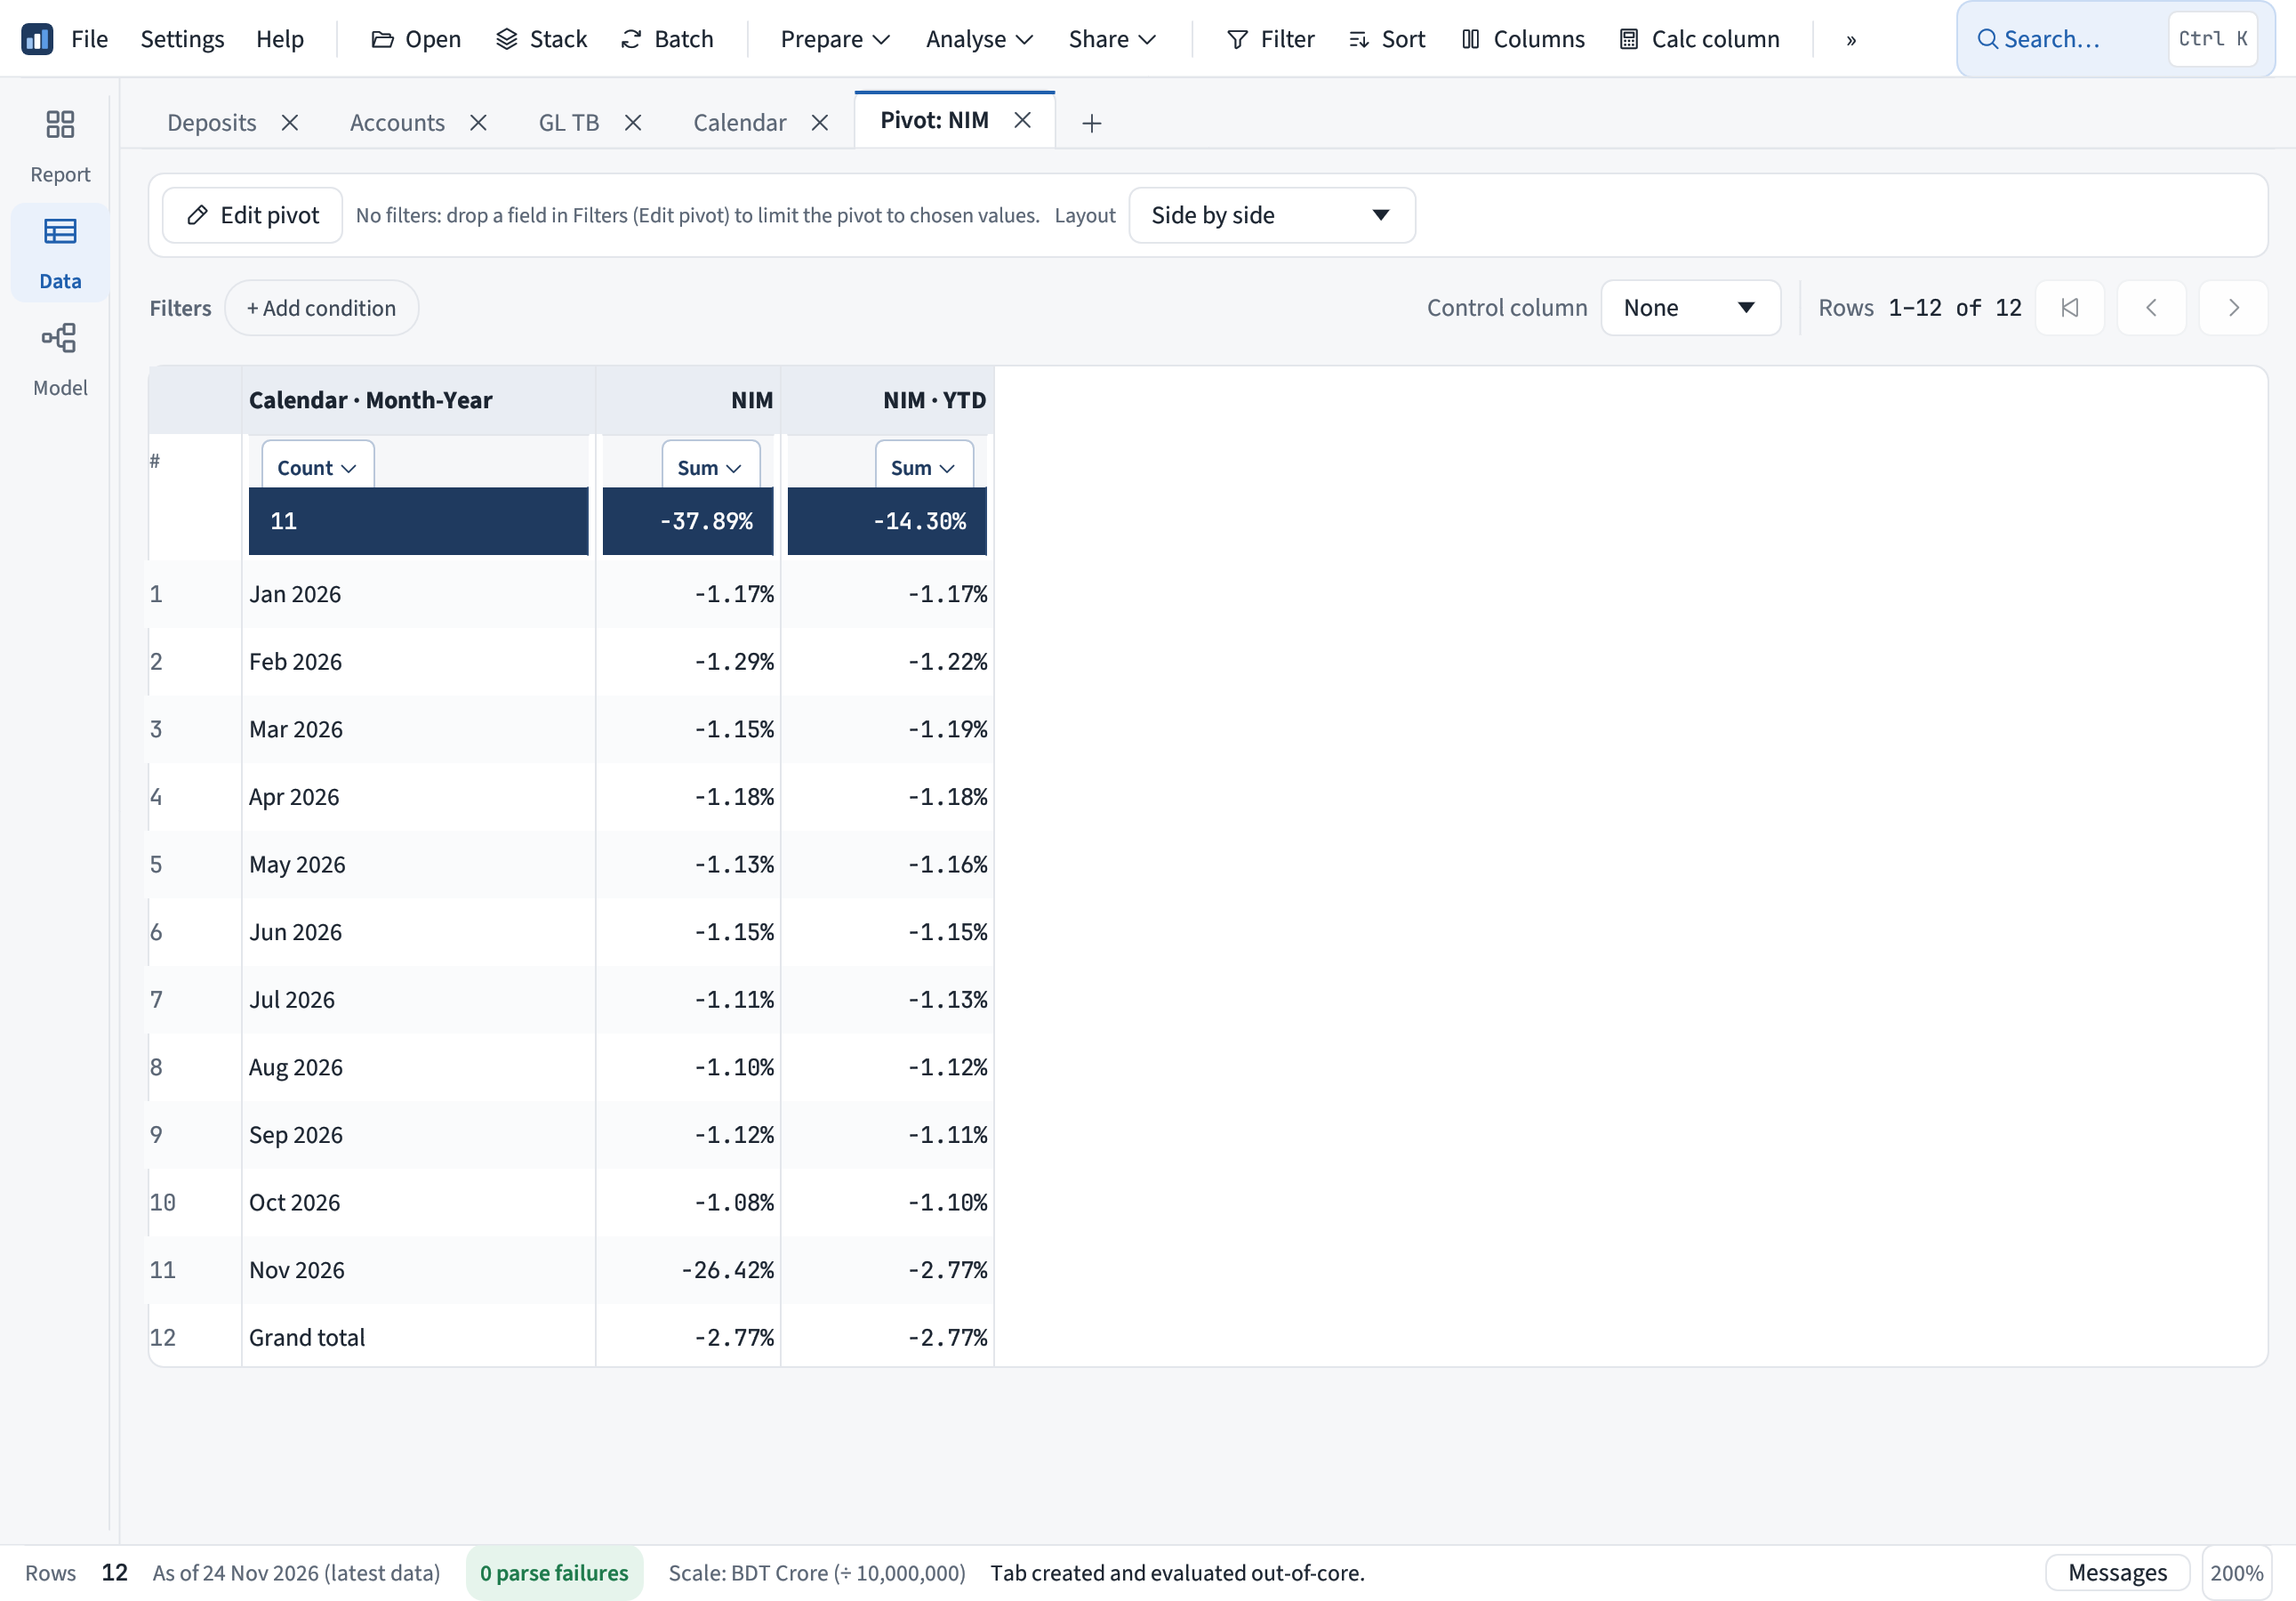 File Settings Help Open Stack Batch Prepare Analyse Share Filter Sort Columns Calc column » Search… Ctrl K
Report
Data
Model
Deposits Accounts GL TB Calendar Pivot: NIM
Edit pivot No filters: drop a field in Filters (Edit pivot) to limit the pivot to chosen values. Layout Side by side
Filters + Add condition Control column None Rows 1–12 of 12
Calendar · Month-Year NIM NIM · YTD
# Count Sum Sum
11 -37.89% -14.30%
1 Jan 2026 -1.17% -1.17%
2 Feb 2026 -1.29% -1.22%
3 Mar 2026 -1.15% -1.19%
4 Apr 2026 -1.18% -1.18%
5 May 2026 -1.13% -1.16%
6 Jun 2026 -1.15% -1.15%
7 Jul 2026 -1.11% -1.13%
8 Aug 2026 -1.10% -1.12%
9 Sep 2026 -1.12% -1.11%
10 Oct 2026 -1.08% -1.10%
11 Nov 2026 -26.42% -2.77%
12 Grand total -2.77% -2.77%
Rows 12 As of 24 Nov 2026 (latest data) 0 parse failures Scale: BDT Crore (÷ 10,000,000) Tab created and evaluated out-of-core. Messages 200%